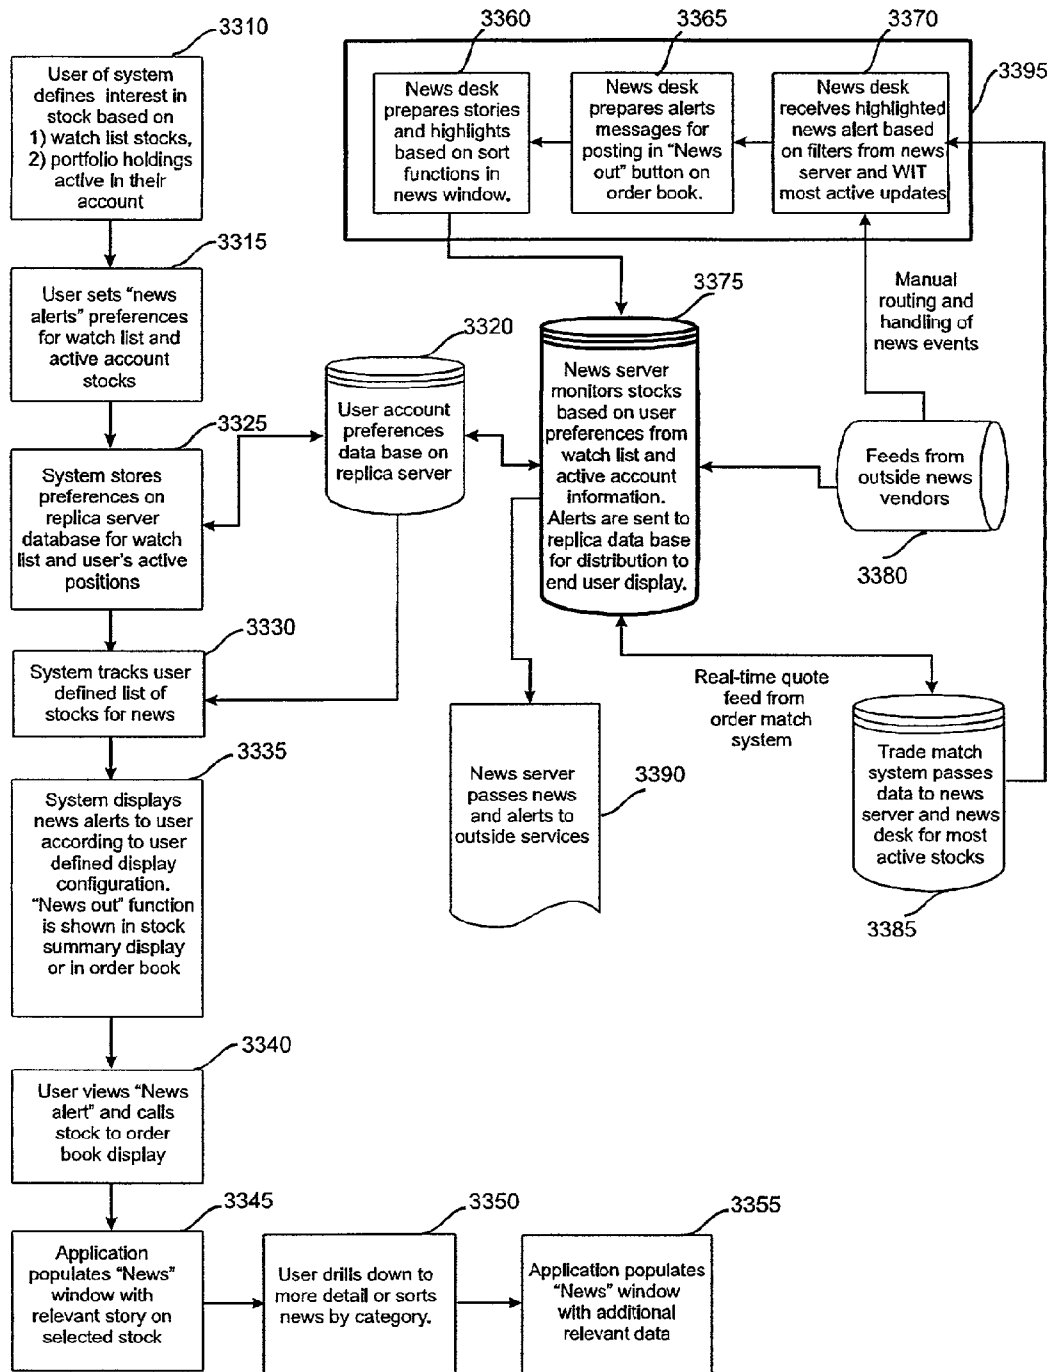 3310
User of system
defines interest in
stock based on
1) watch list stocks,
2) portfolio holdings
active in their
account
3315
User sets “news
alerts” preferences
for watch list and
active account
stocks
3325
System stores
preferences on
replica server
database for watch
list and user's active
positions
3330
System tracks user
defined list of
stocks for news
3335
System displays
news alerts to user
according to user
defined display
configuration.
“News out” function
is shown in stock
summary display
or in order book
3340
User views “News
alert” and calls
stock to order
book display
3345
Application
populates “News”
window with
relevant story on
selected stock
3350
User drills down to
more detail or sorts
news by category.
3355
Application populates
“News” window
with additional
relevant data
3320
User account
preferences
data base on
replica server
3360
News desk
prepares stories
and highlights
based on sort
functions in
news window.
3365
News desk
prepares alerts
messages for
posting in “News
out” button on
order book.
3370
News desk
receives highlighted
news alert based
on filters from news
server and WIT
most active updates
3395
3375
News server
monitors stocks
based on user
preferences from
watch list and
active account
information.
Alerts are sent to
replica data base
for distribution to
end user display.
Manual
routing and
handling of
news events
Feeds from
outside news
vendors
3380
Real-time quote
feed from
order match
system
Trade match
system passes
data to news
server and news
desk for most
active stocks
3385
News server
passes news
and alerts to
outside services
3390